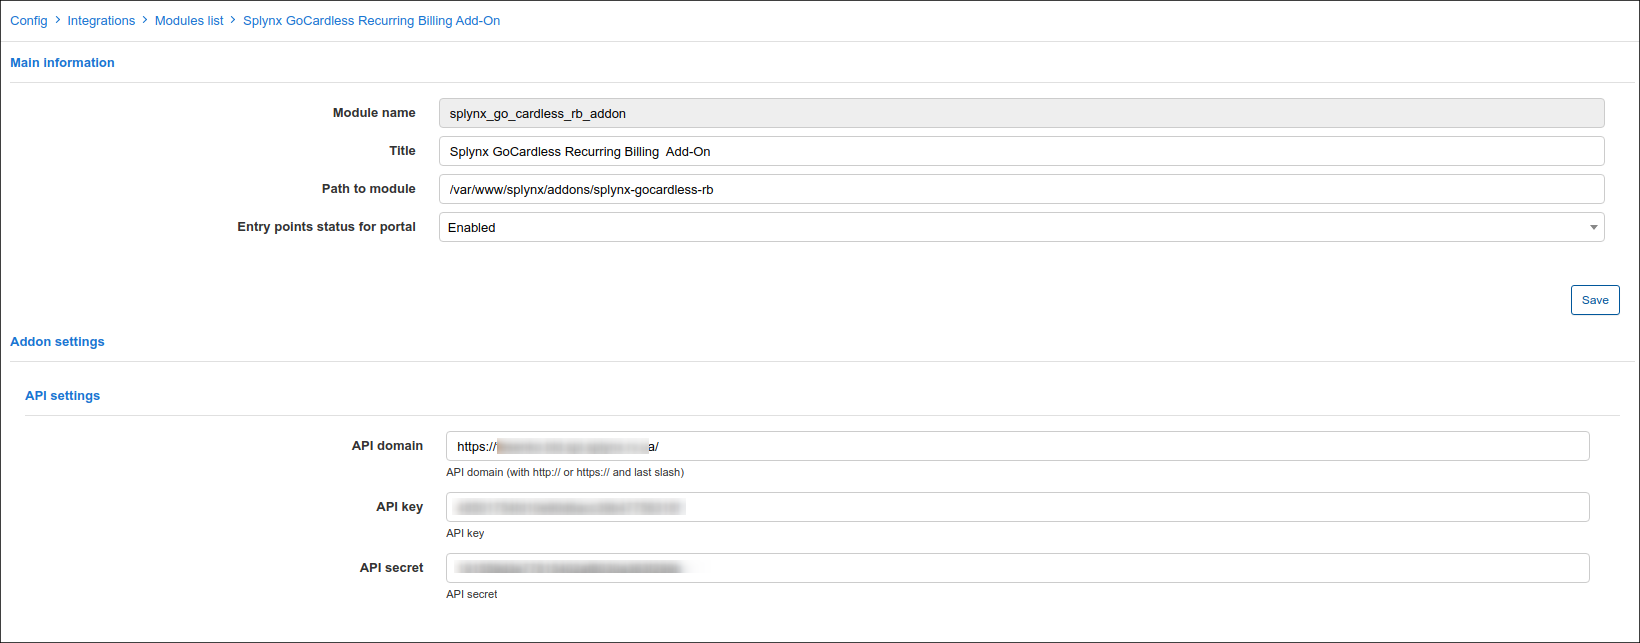 Config > Integrations > Modules list > Splynx GoCardless Recurring Billing Add-On
Main information
Module name splynx_go_cardless_rb_addon
Title Splynx GoCardless Recurring Billing  Add-On
Path to module /var/www/splynx/addons/splynx-gocardless-rb
Entry points status for portal Enabled
Save
Addon settings
API settings
API domain https:// a/
API domain (with http:// or https:// and last slash)
API key
API key
API secret
API secret